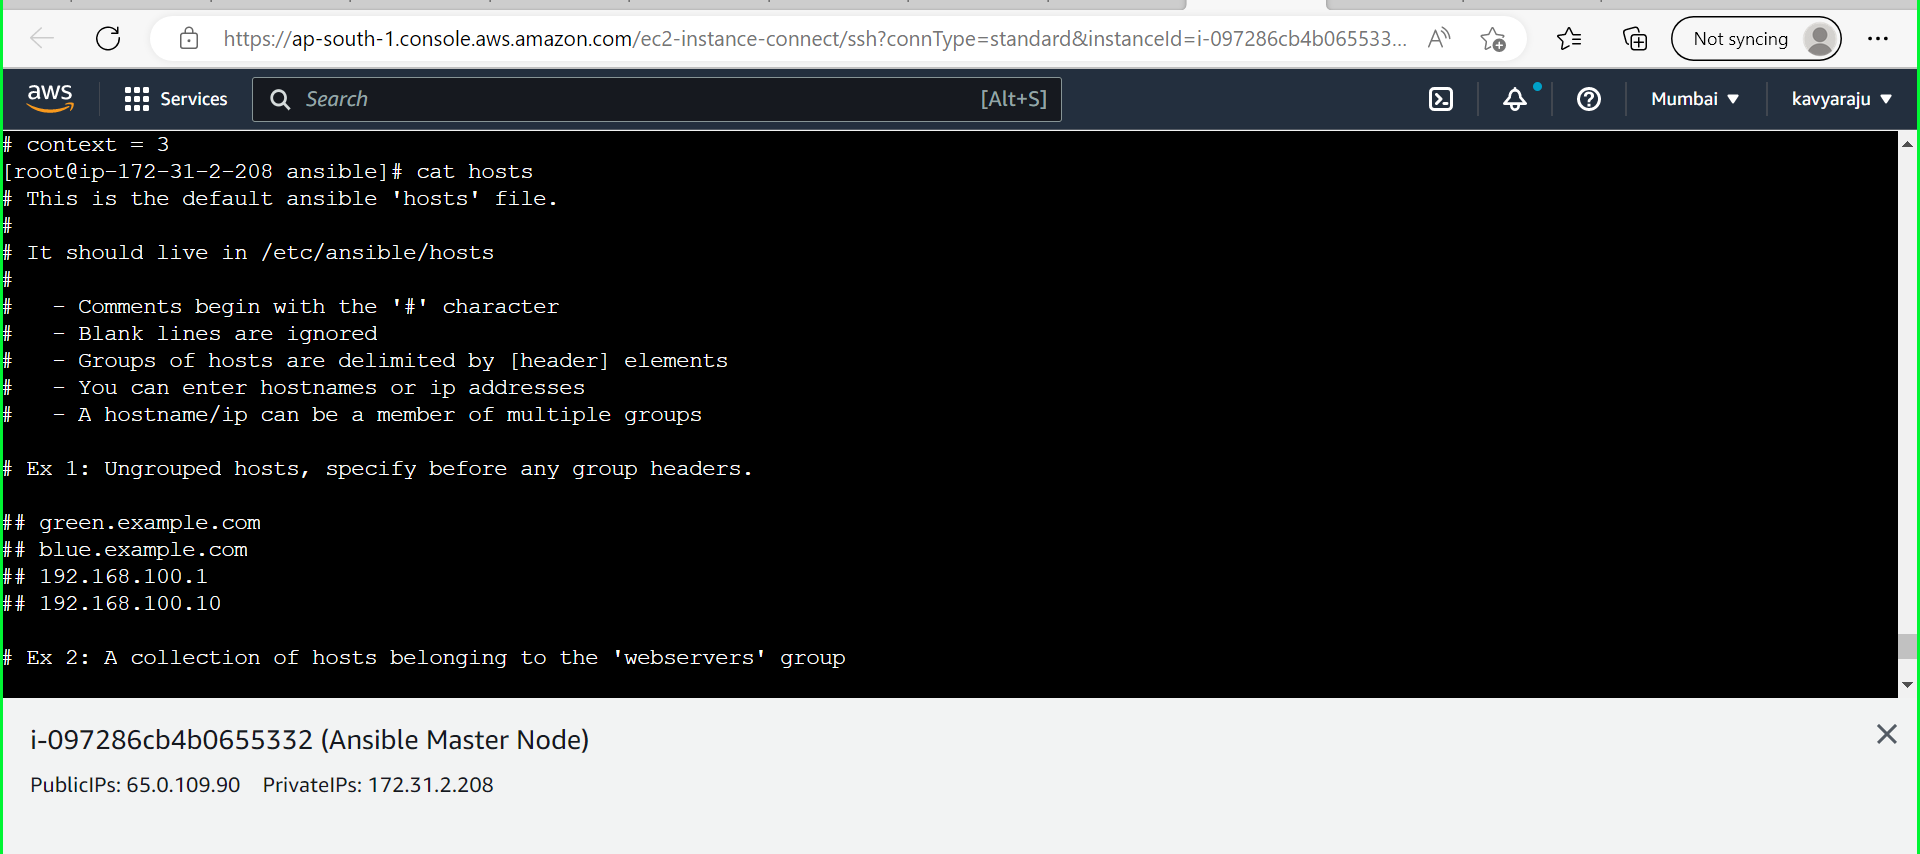 https://ap-south-1.console.aws.amazon.com/ec2-instance-connect/ssh?connType=standard&instanceId=i-097286cb4b065533... A Not syncing
aws Services Search [Alt+S] Mumbai kavyaraju
# context = 3
[root@ip-172-31-2-208 ansible]# cat hosts
# This is the default ansible 'hosts' file.
#
# It should live in /etc/ansible/hosts
#
#   - Comments begin with the '#' character
#   - Blank lines are ignored
#   - Groups of hosts are delimited by [header] elements
#   - You can enter hostnames or ip addresses
#   - A hostname/ip can be a member of multiple groups
# Ex 1: Ungrouped hosts, specify before any group headers.
## green.example.com
## blue.example.com
## 192.168.100.1
## 192.168.100.10
# Ex 2: A collection of hosts belonging to the 'webservers' group
i-097286cb4b0655332 (Ansible Master Node)
PublicIPs: 65.0.109.90 PrivateIPs: 172.31.2.208